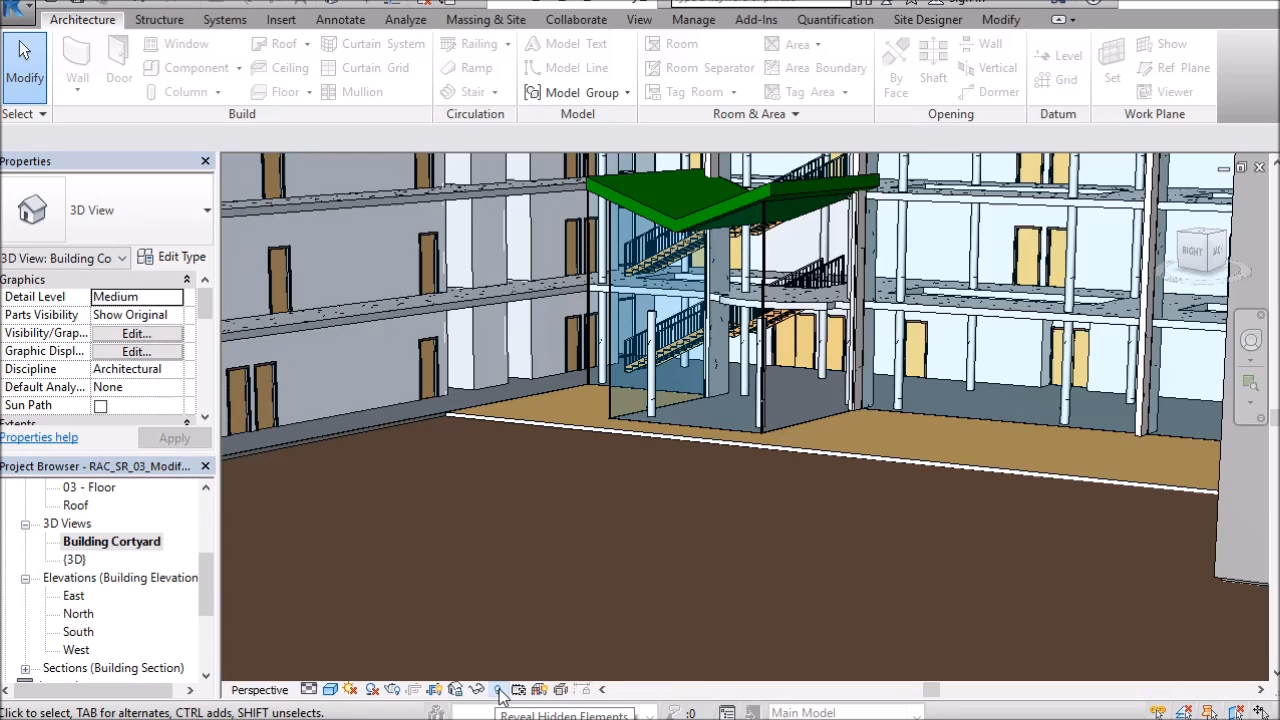 Architecture Structure Systems Insert Annotate Analyze Massing & Site Collaborate View Manage Add-Ins Quantification Site Designer Modify
Modify
Wall
Door
Window
Component
Column
Roof
Ceiling
Floor
Curtain System
Curtain Grid
Mullion
Railing
Ramp
Stair
Model Text
Model Line
Model Group
Room
Room Separator
Tag Room
Area
Area Boundary
Tag Area
By
Face
Shaft
Wall
Vertical
Dormer
Level
Grid
Set
Show
Ref Plane
Viewer
Select Build Circulation Model Room & Area Opening Datum Work Plane
Properties
3D View
3D View: Building Co Edit Type
Graphics
Detail Level Medium
Parts Visibility Show Original
Visibility/Grap... Edit...
Graphic Displ... Edit...
Discipline Architectural
Default Analy... None
Sun Path
Extents
Properties help Apply
Project Browser - RAC_SR_03_Modif...
03 - Floor
Roof
3D Views
Building Cortyard
{3D}
Elevations (Building Elevation
East
North
South
West
Sections (Building Section)
RIGHT
Perspective
Reveal Hidden Elements
Click to select, TAB for alternates, CTRL adds, SHIFT unselects.
:0
Main Model